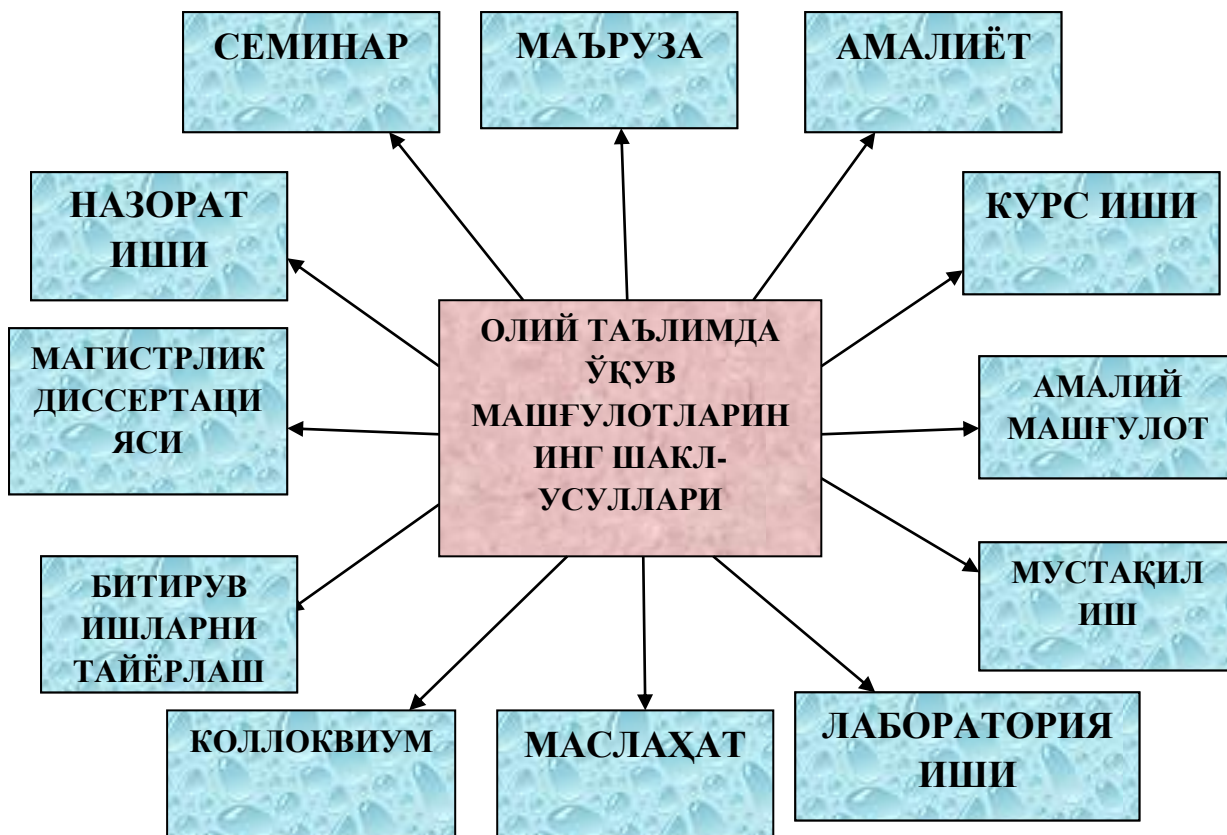 СЕМИНАР
МАЪРУЗА
АМАЛИЁТ
НАЗОРАТ
ИШИ
КУРС ИШИ
ОЛИЙ ТАЪЛИМДА
ЎҚУВ
МАШҒУЛОТЛАРИН
ИНГ ШАКЛ-
УСУЛЛАРИ
МАГИСТРЛИК
ДИССЕРТАЦИ
ЯСИ
АМАЛИЙ
МАШҒУЛОТ
БИТИРУВ
ИШЛАРНИ
ТАЙЁРЛАШ
МУСТАҚИЛ
ИШ
КОЛЛОКВИУМ
МАСЛАҲАТ
ЛАБОРАТОРИЯ
ИШИ